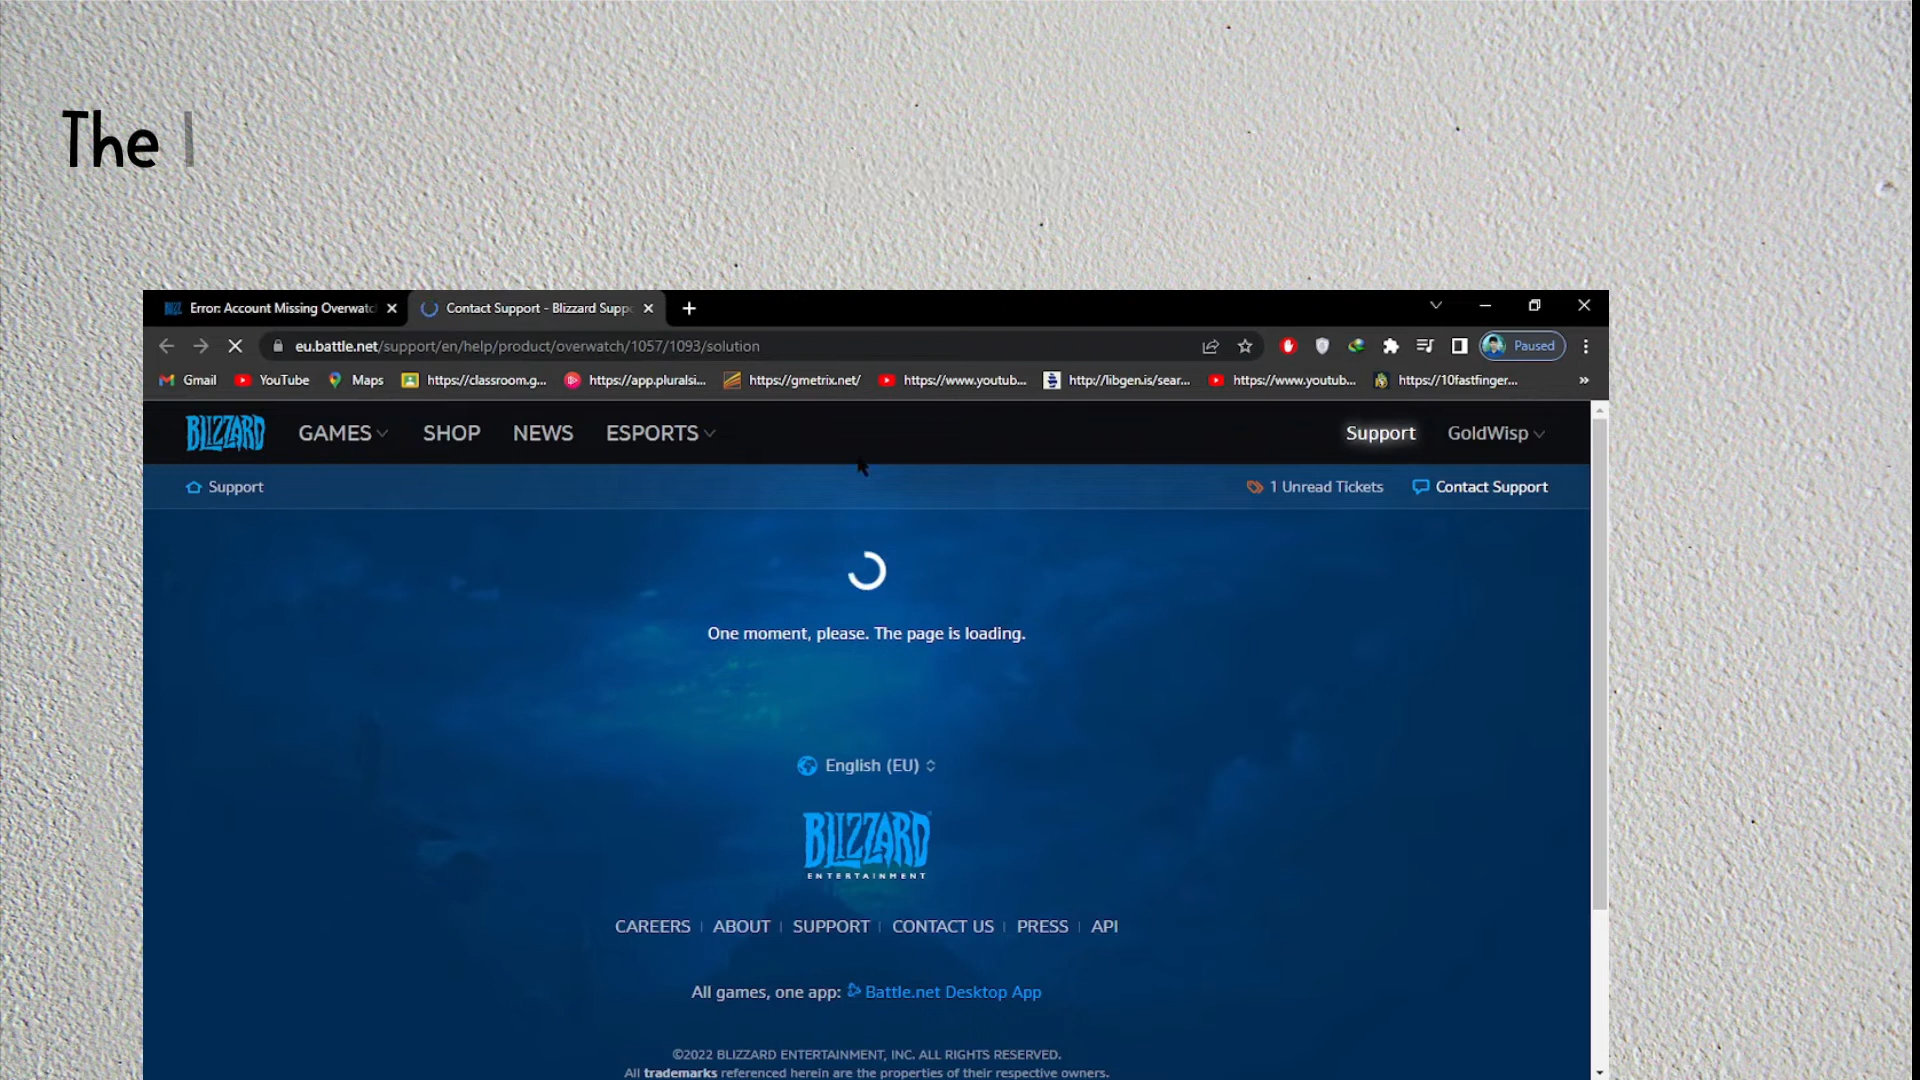 The l
Error: Account Missing Overwatc
Contact Support - Blizzard Suppo
eu.battle.net/support/en/help/product/overwatch/1057/1093/solution
Paused
Gmail
YouTube
Maps
https://classroom.g...
https://app.pluralsi...
https://gmetrix.net/
https://www.youtub...
http://libgen.is/sear...
https://www.youtub...
https://10fastfinger...
»
BLIZZARD
GAMES
SHOP
NEWS
ESPORTS
Support
GoldWisp
Support
1 Unread Tickets
Contact Support
One moment, please. The page is loading.
English (EU)
BLIZZARD
ENTERTAINMENT
CAREERS | ABOUT | SUPPORT | CONTACT US | PRESS | API
All games, one app: Battle.net Desktop App
©2022 BLIZZARD ENTERTAINMENT, INC. ALL RIGHTS RESERVED.
All trademarks referenced herein are the properties of their respective owners.